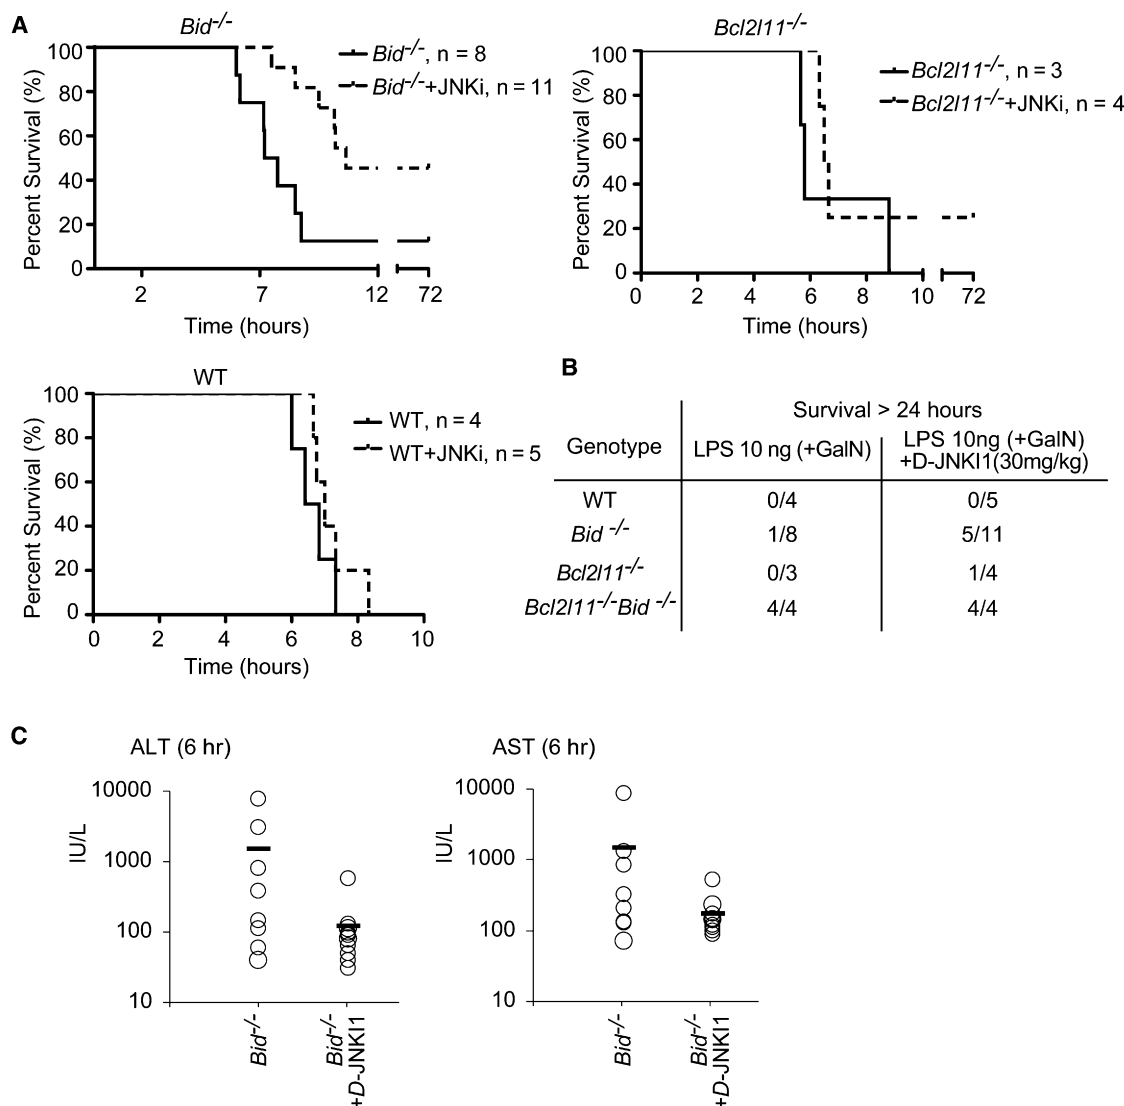 A
Bid-/-
Percent Survival (%)
100
80
60
40
20
0
2
7
12
72
Time (hours)
Bid-/-, n = 8
Bid-/-+JNKi, n = 11
Bcl2l11-/-
Percent Survival (%)
100
80
60
40
20
0
0
2
4
6
8
10
72
Time (hours)
Bcl2l11-/-, n = 3
Bcl2l11-/-+JNKi, n = 4
WT
Percent Survival (%)
100
80
60
40
20
0
0
2
4
6
8
10
Time (hours)
WT, n = 4
WT+JNKi, n = 5
B
Survival > 24 hours
Genotype
LPS 10 ng (+GalN)
LPS 10ng (+GalN)
+D-JNKI1(30mg/kg)
WT 0/4 0/5
Bid -/- 1/8 5/11
Bcl2l11-/- 0/3 1/4
Bcl2l11-/-Bid -/- 4/4 4/4
C
ALT (6 hr)
IU/L
10000
1000
100
10
Bid-/-
Bid-/-
+D-JNKI1
AST (6 hr)
IU/L
10000
1000
100
10
Bid-/-
Bid-/-
+D-JNKI1